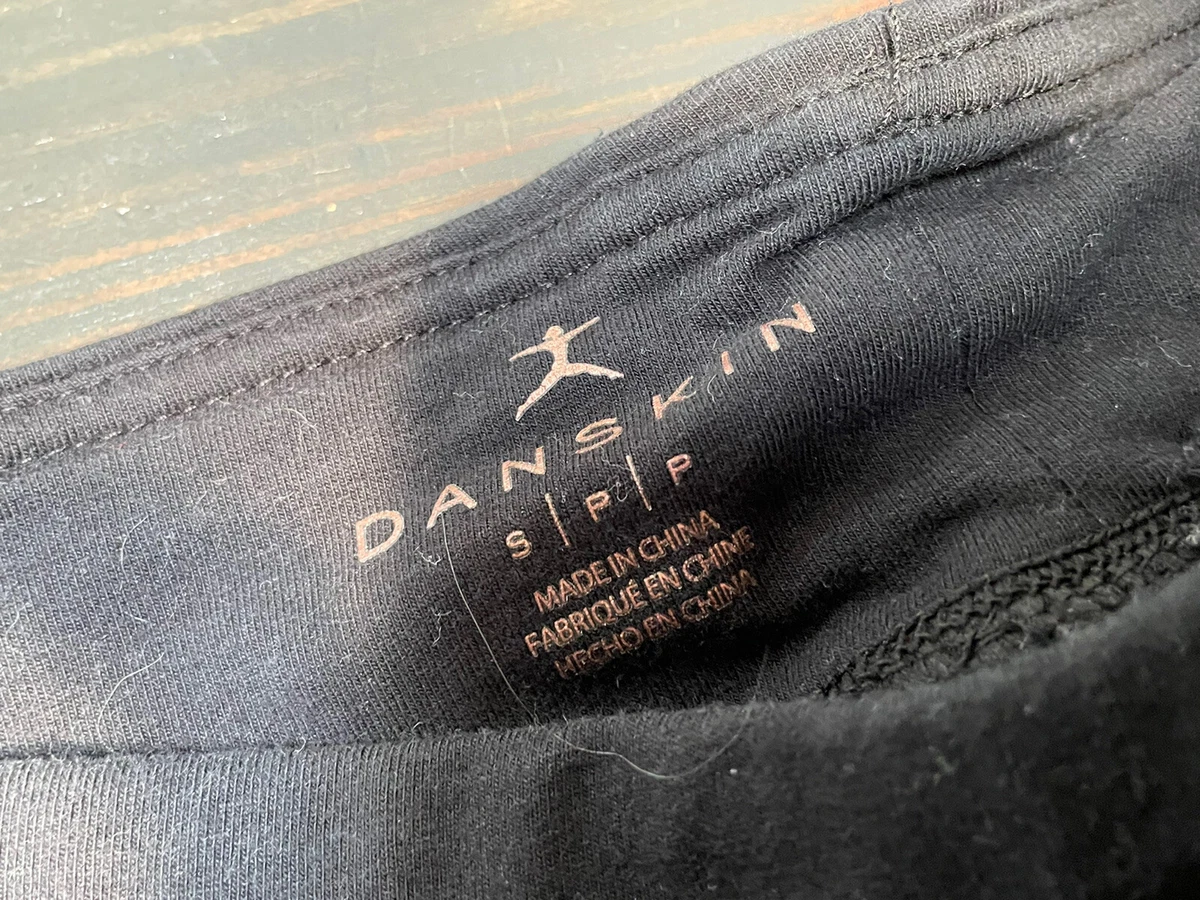 DANSKIN
S | P | P
MADE IN CHINA
FABRIQUÉ EN CHINE
HECHO EN CHINA